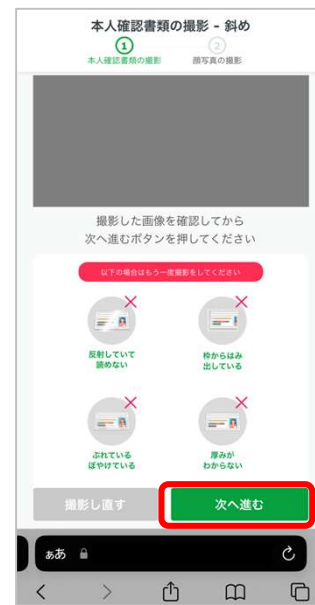 本人確認書類の撮影 - 斜め
1
2
本人確認書類の撮影
顔写真の撮影
撮影した画像を確認してから
次へ進むボタンを押してください
以下の場合はもう一度撮影をしてください
反射していて
読めない
枠からはみ
出している
ぶれている
ぼやけている
厚みが
わからない
撮影し直す
次へ進む
ぁあ